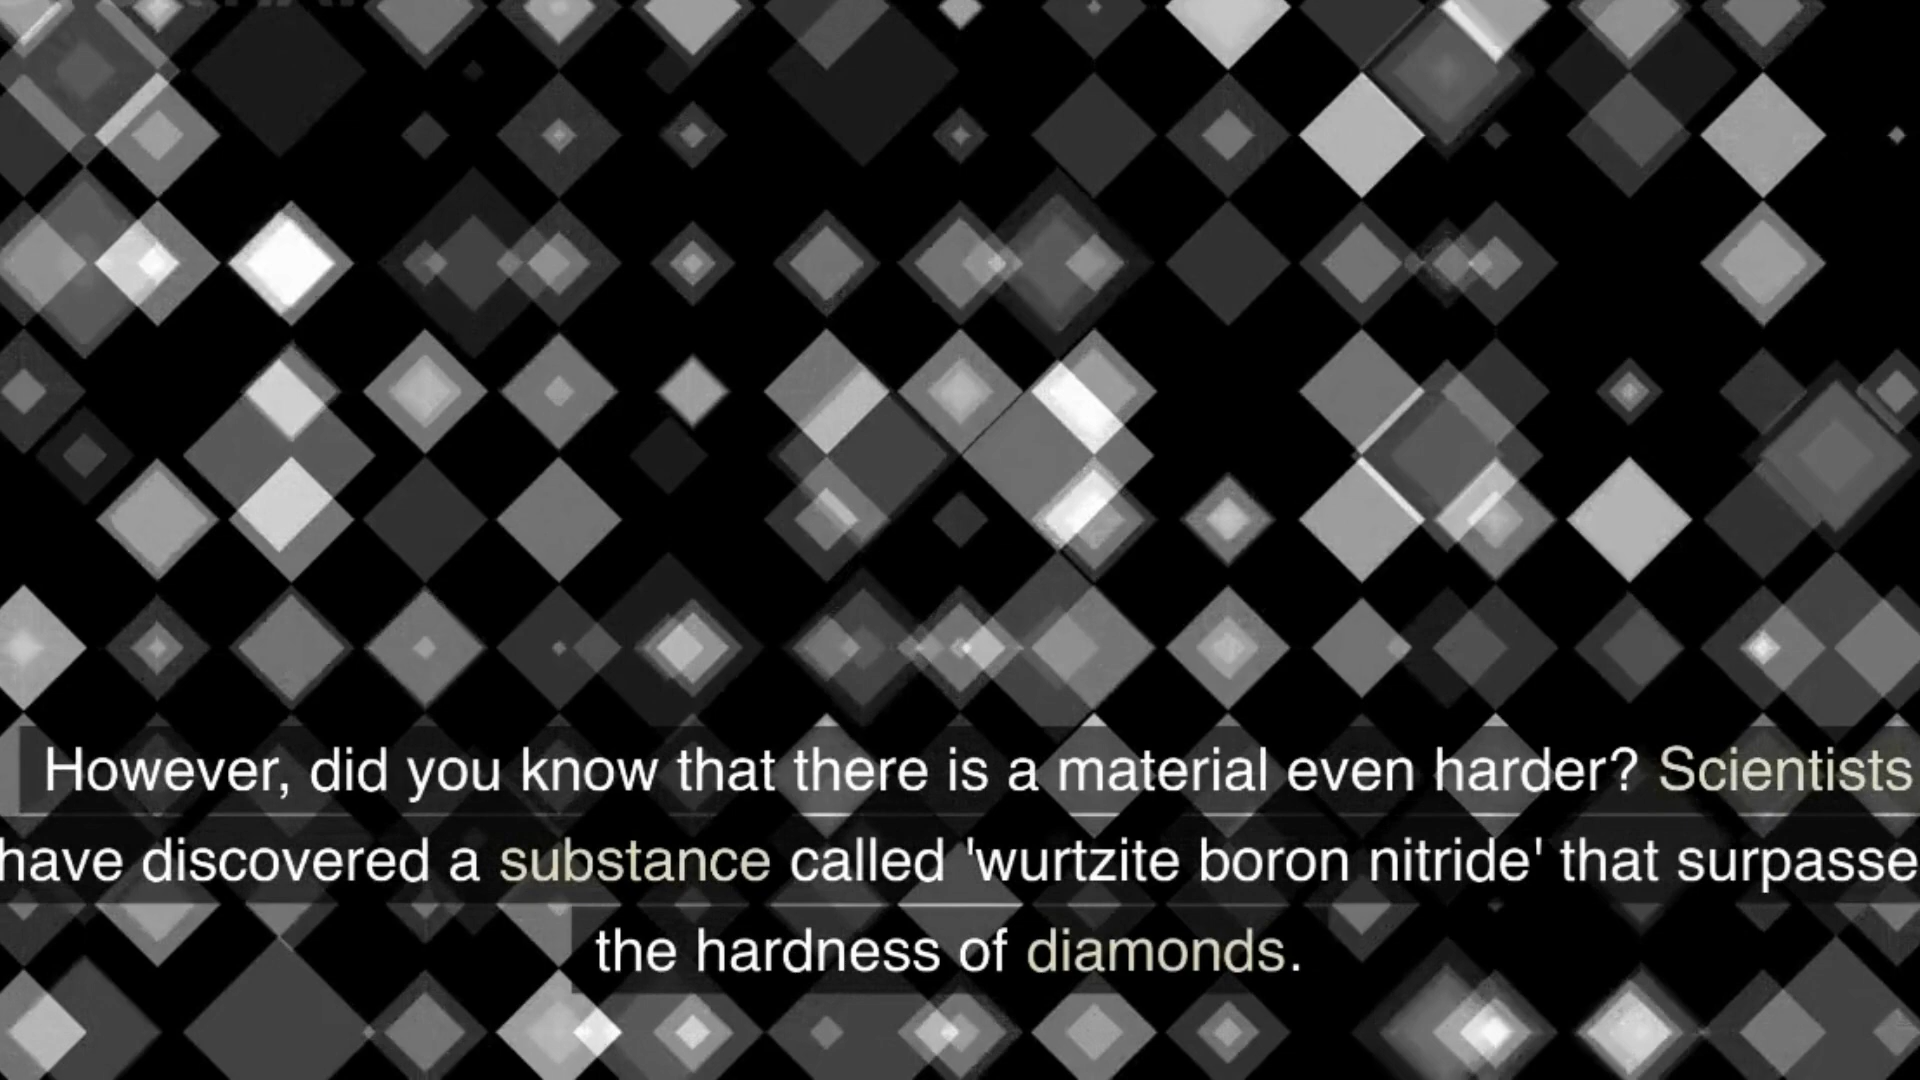 However, did you know that there is a material even harder? Scientists
have discovered a substance called 'wurtzite boron nitride' that surpasse
the hardness of diamonds.